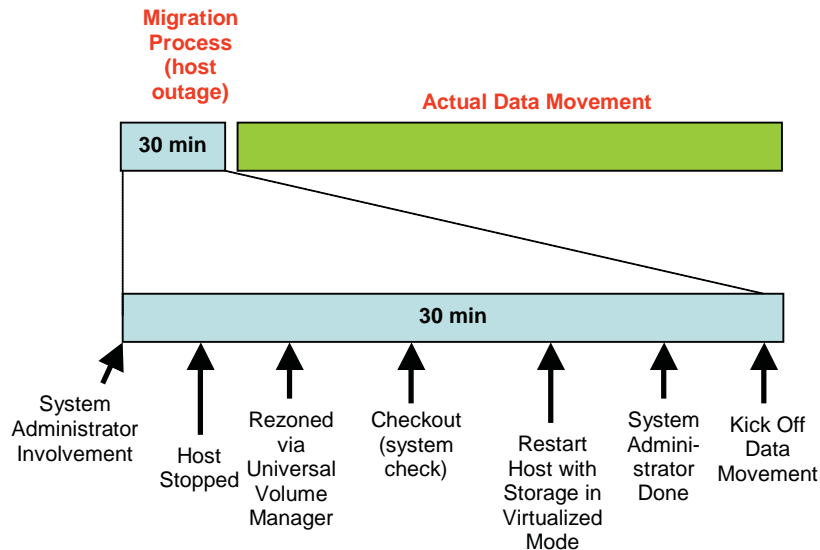 Migration
Process
(host
outage)
Actual Data Movement
30 min
30 min
System
Administrator
Involvement
Host
Stopped
Rezoned
via
Universal
Volume
Manager
Checkout
(system
check)
Restart
Host with
Storage in
Virtualized
Mode
System
Admini-
strator
Done
Kick Off
Data
Movement